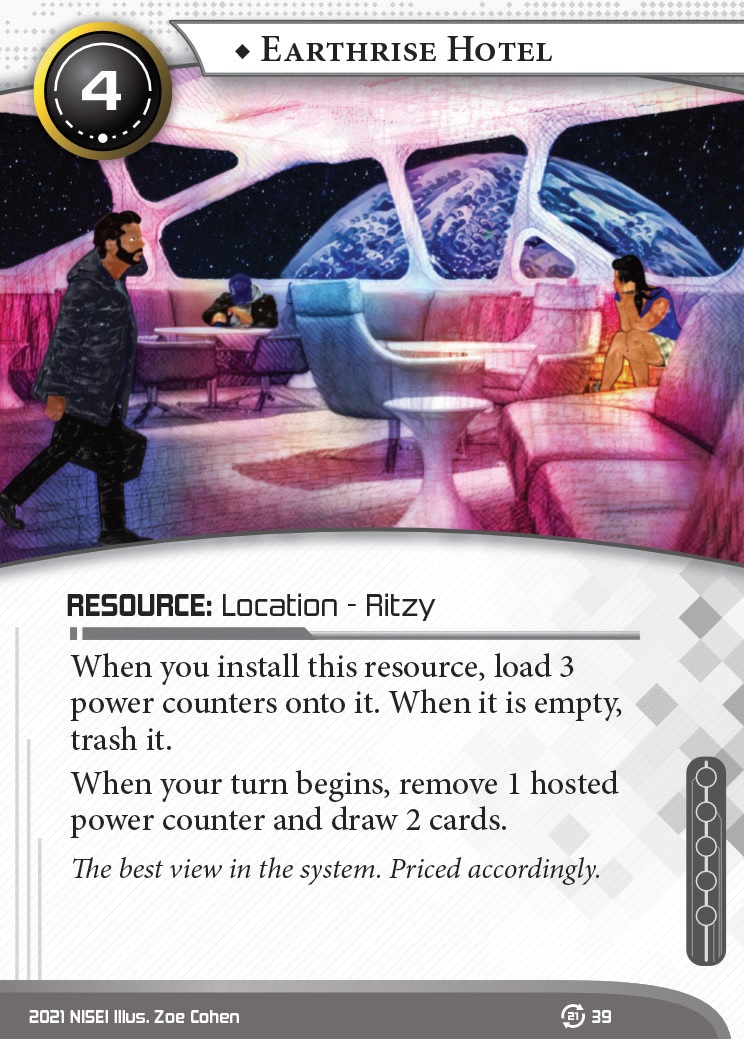 4
◆ Earthrise Hotel
RESOURCE: Location - Ritzy
When you install this resource, load 3
power counters onto it. When it is empty,
trash it.
When your turn begins, remove 1 hosted
power counter and draw 2 cards.
The best view in the system. Priced accordingly.
2021 NISEI Illus. Zoe Cohen
21 39